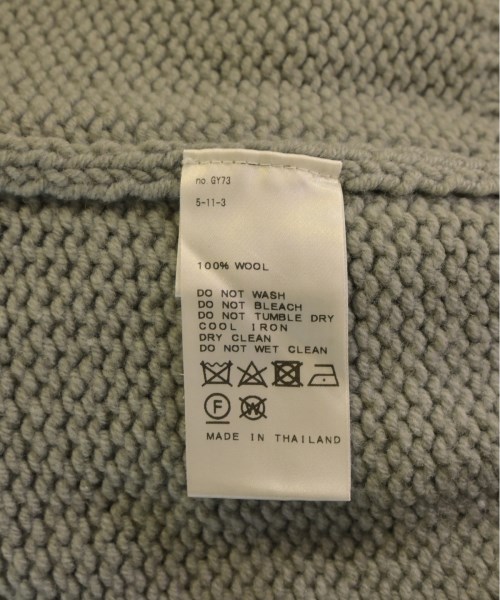 no GY73
5-11-3
100% WOOL
DO NOT WASH
DO NOT BLEACH
DO NOT TUMBLE DRY
COOL IRON
DRY CLEAN
DO NOT WET CLEAN
F W
MADE IN THAILAND